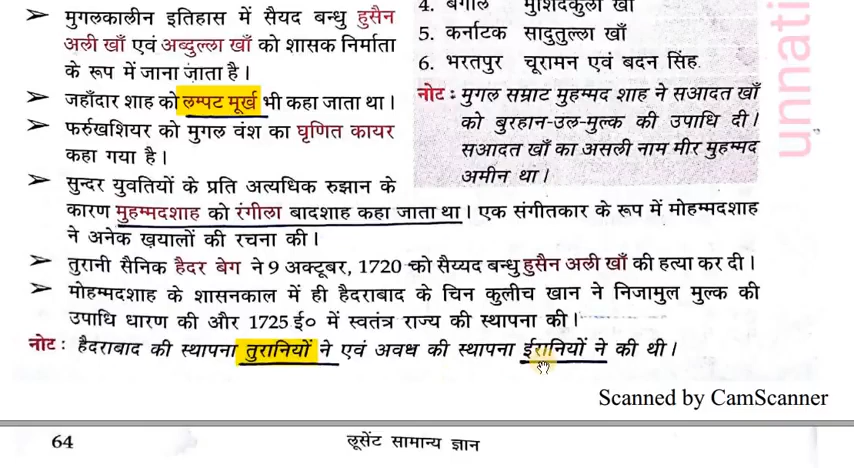 ➢ मुगलकालीन इतिहास में सैयद बन्धु हुसैन
अली खाँ एवं अब्दुल्ला खाँ को शासक निर्माता
के रूप में जाना जाता है।
➢ जहाँदार शाह को लम्पट मूर्ख भी कहा जाता था।
➢ फर्रुखशियर को मुगल वंश का घृणित कायर
कहा गया है।
➢ सुन्दर युवतियों के प्रति अत्यधिक रुझान के
कारण मुहम्मदशाह को रंगीला बादशाह कहा जाता था। एक संगीतकार के रूप में मोहम्मदशाह
ने अनेक ख़यालों की रचना की।
➢ तुरानी सैनिक हैदर बेग ने 9 अक्टूबर, 1720 को सैय्यद बन्धु हुसैन अली खाँ की हत्या कर दी।
➢ मोहम्मदशाह के शासनकाल में ही हैदराबाद के चिन कुलीच खान ने निजामुल मुल्क की
उपाधि धारण की और 1725 ई० में स्वतंत्र राज्य की स्थापना की।
नोट : हैदराबाद की स्थापना तुरानियों ने एवं अवध की स्थापना ईरानियों ने की थी।
4. बंगाल मुर्शिदकुली खाँ
5. कर्नाटक सादुतुल्ला खाँ
6. भरतपुर चूरामन एवं बदन सिंह
नोट : मुगल सम्राट मुहम्मद शाह ने सआदत खाँ
को बुरहान-उल-मुल्क की उपाधि दी।
सआदत खाँ का असली नाम मीर मुहम्मद
अमीन था।
unnati
Scanned by CamScanner
64 लूसेंट सामान्य ज्ञान